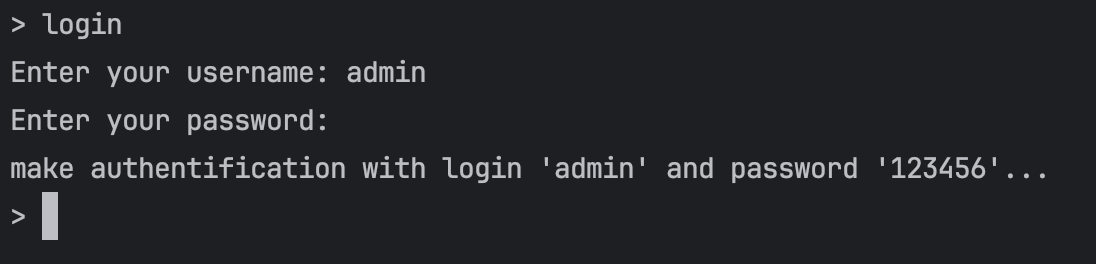 > login
Enter your username: admin
Enter your password:
make authentification with login 'admin' and password '123456'...
>